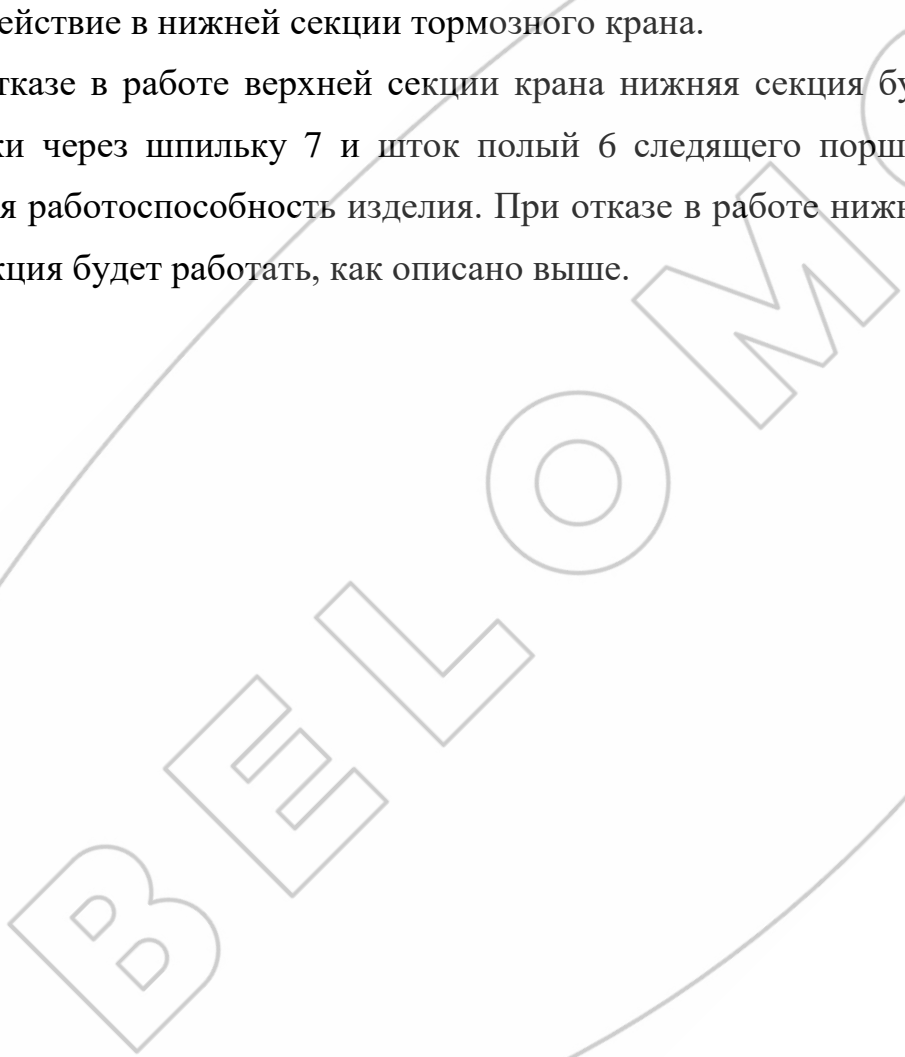 ействие в нижней секции тормозного крана.
тказе в работе верхней секции крана нижняя секция бу
ки через шпильку 7 и шток полый 6 следящего порш
я работоспособность изделия. При отказе в работе нижн
кция будет работать, как описано выше.
BELOM